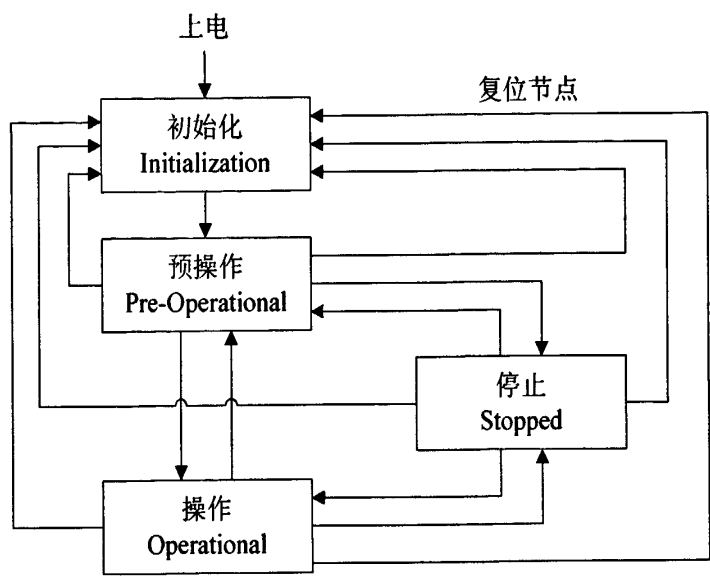 上电
复位节点
初始化
Initialization
预操作
Pre-Operational
停止
Stopped
操作
Operational